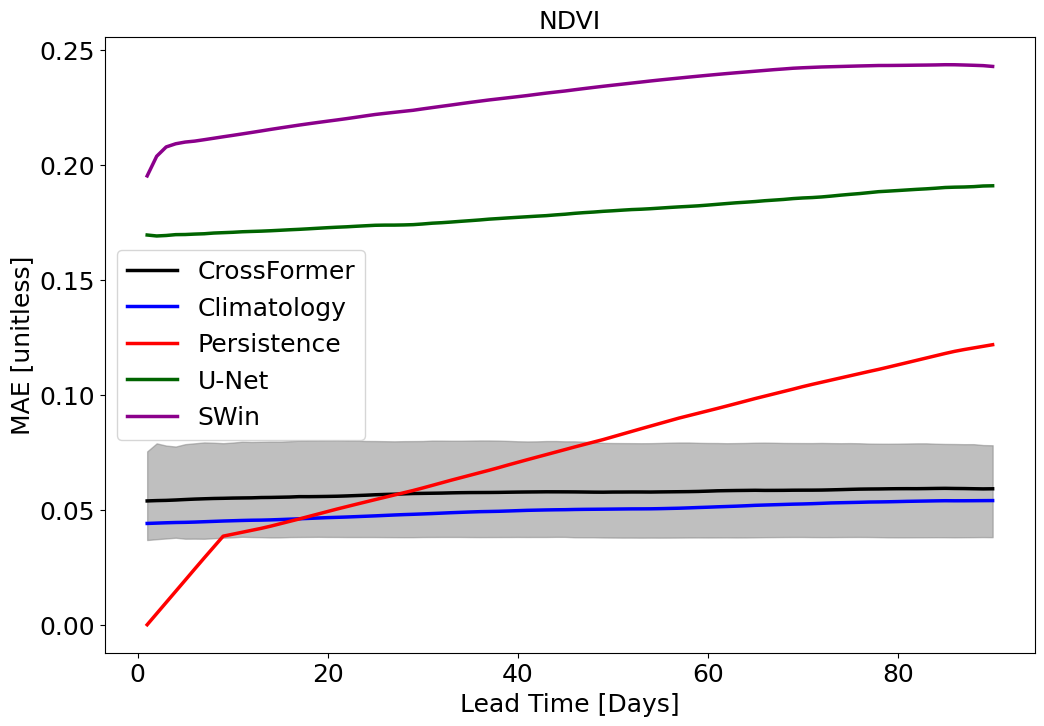 NDVI
MAE [unitless]
0.25
0.20
0.15
0.10
0.05
0.00
CrossFormer
Climatology
Persistence
U-Net
SWin
0 20 40 60 80
Lead Time [Days]